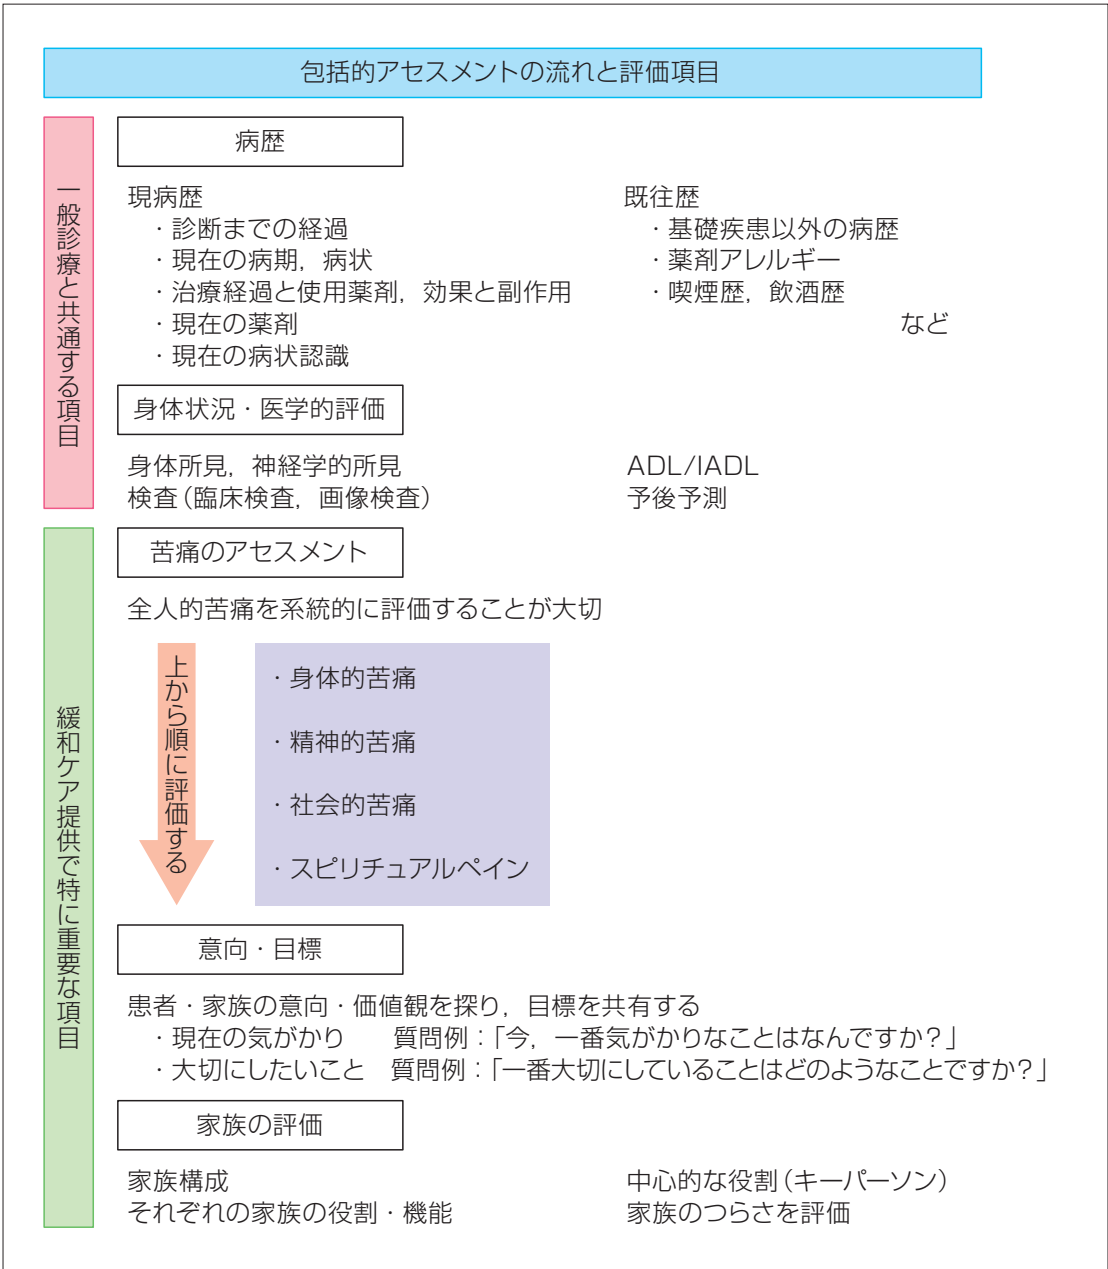 包括的アセスメントの流れと評価項目
一般診療と共通する項目
病歴
現病歴
・診断までの経過
・現在の病期，病状
・治療経過と使用薬剤，効果と副作用
・現在の薬剤
・現在の病状認識
既往歴
・基礎疾患以外の病歴
・薬剤アレルギー
・喫煙歴，飲酒歴
など
身体状況・医学的評価
身体所見，神経学的所見
検査（臨床検査，画像検査）
ADL/IADL
予後予測
緩和ケア提供で特に重要な項目
苦痛のアセスメント
全人的苦痛を系統的に評価することが大切
上から順に評価する
・身体的苦痛
・精神的苦痛
・社会的苦痛
・スピリチュアルペイン
意向・目標
患者・家族の意向・価値観を探り，目標を共有する
・現在の気がかり　質問例：「今，一番気がかりなことはなんですか？」
・大切にしたいこと　質問例：「一番大切にしていることはどのようなことですか？」
家族の評価
家族構成
それぞれの家族の役割・機能
中心的な役割（キーパーソン）
家族のつらさを評価